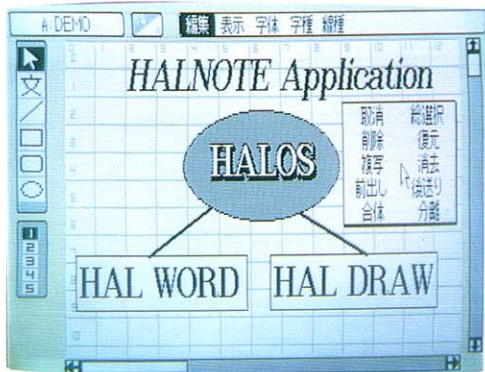 A:DEMO 編集 表示 字体 字種 線種
HALNOTE Application
文
取消 総選択
削除 復元
複写 消去
前出し 後送り
合体 分離
HALOS
1
2
3
4
5
HAL WORD HAL DRAW